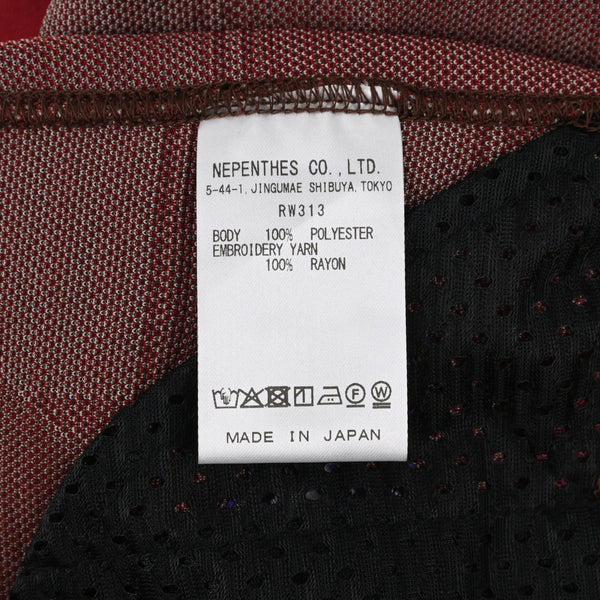 NEPENTHES CO.,LTD.
5-44-1, JINGUMAE SHIBUYA, TOKYO
RW313
BODY 100% POLYESTER
EMBROIDERY YARN
100% RAYON
MADE IN JAPAN